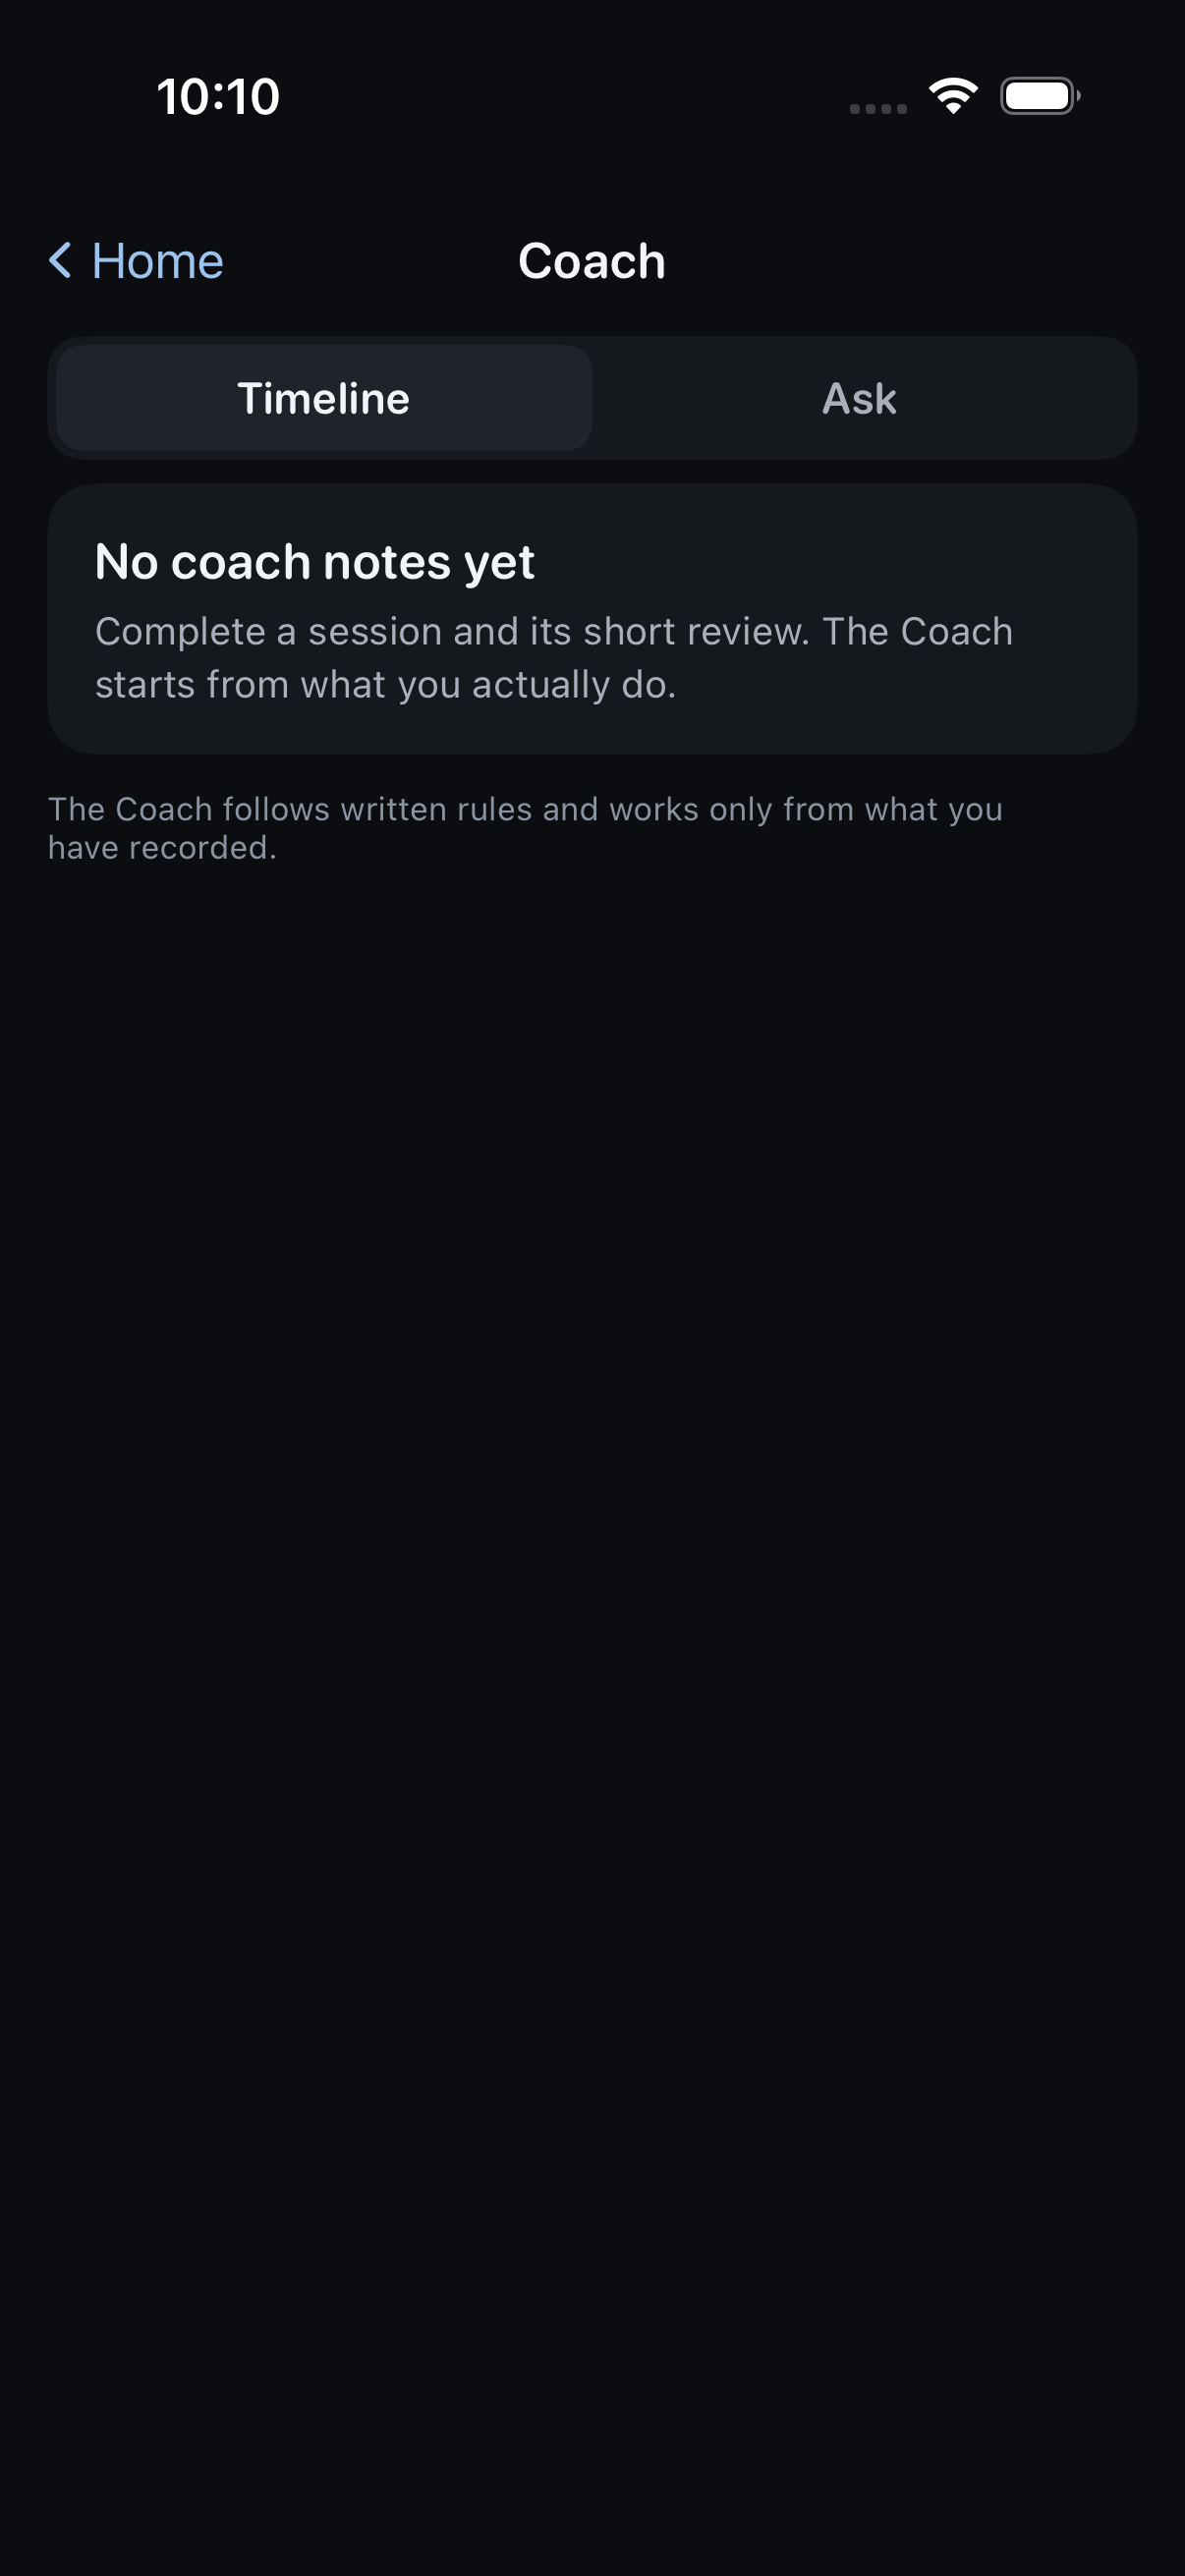 10:10
Home
Coach
Timeline
Ask
No coach notes yet
Complete a session and its short review. The Coach
starts from what you actually do.
The Coach follows written rules and works only from what you
have recorded.